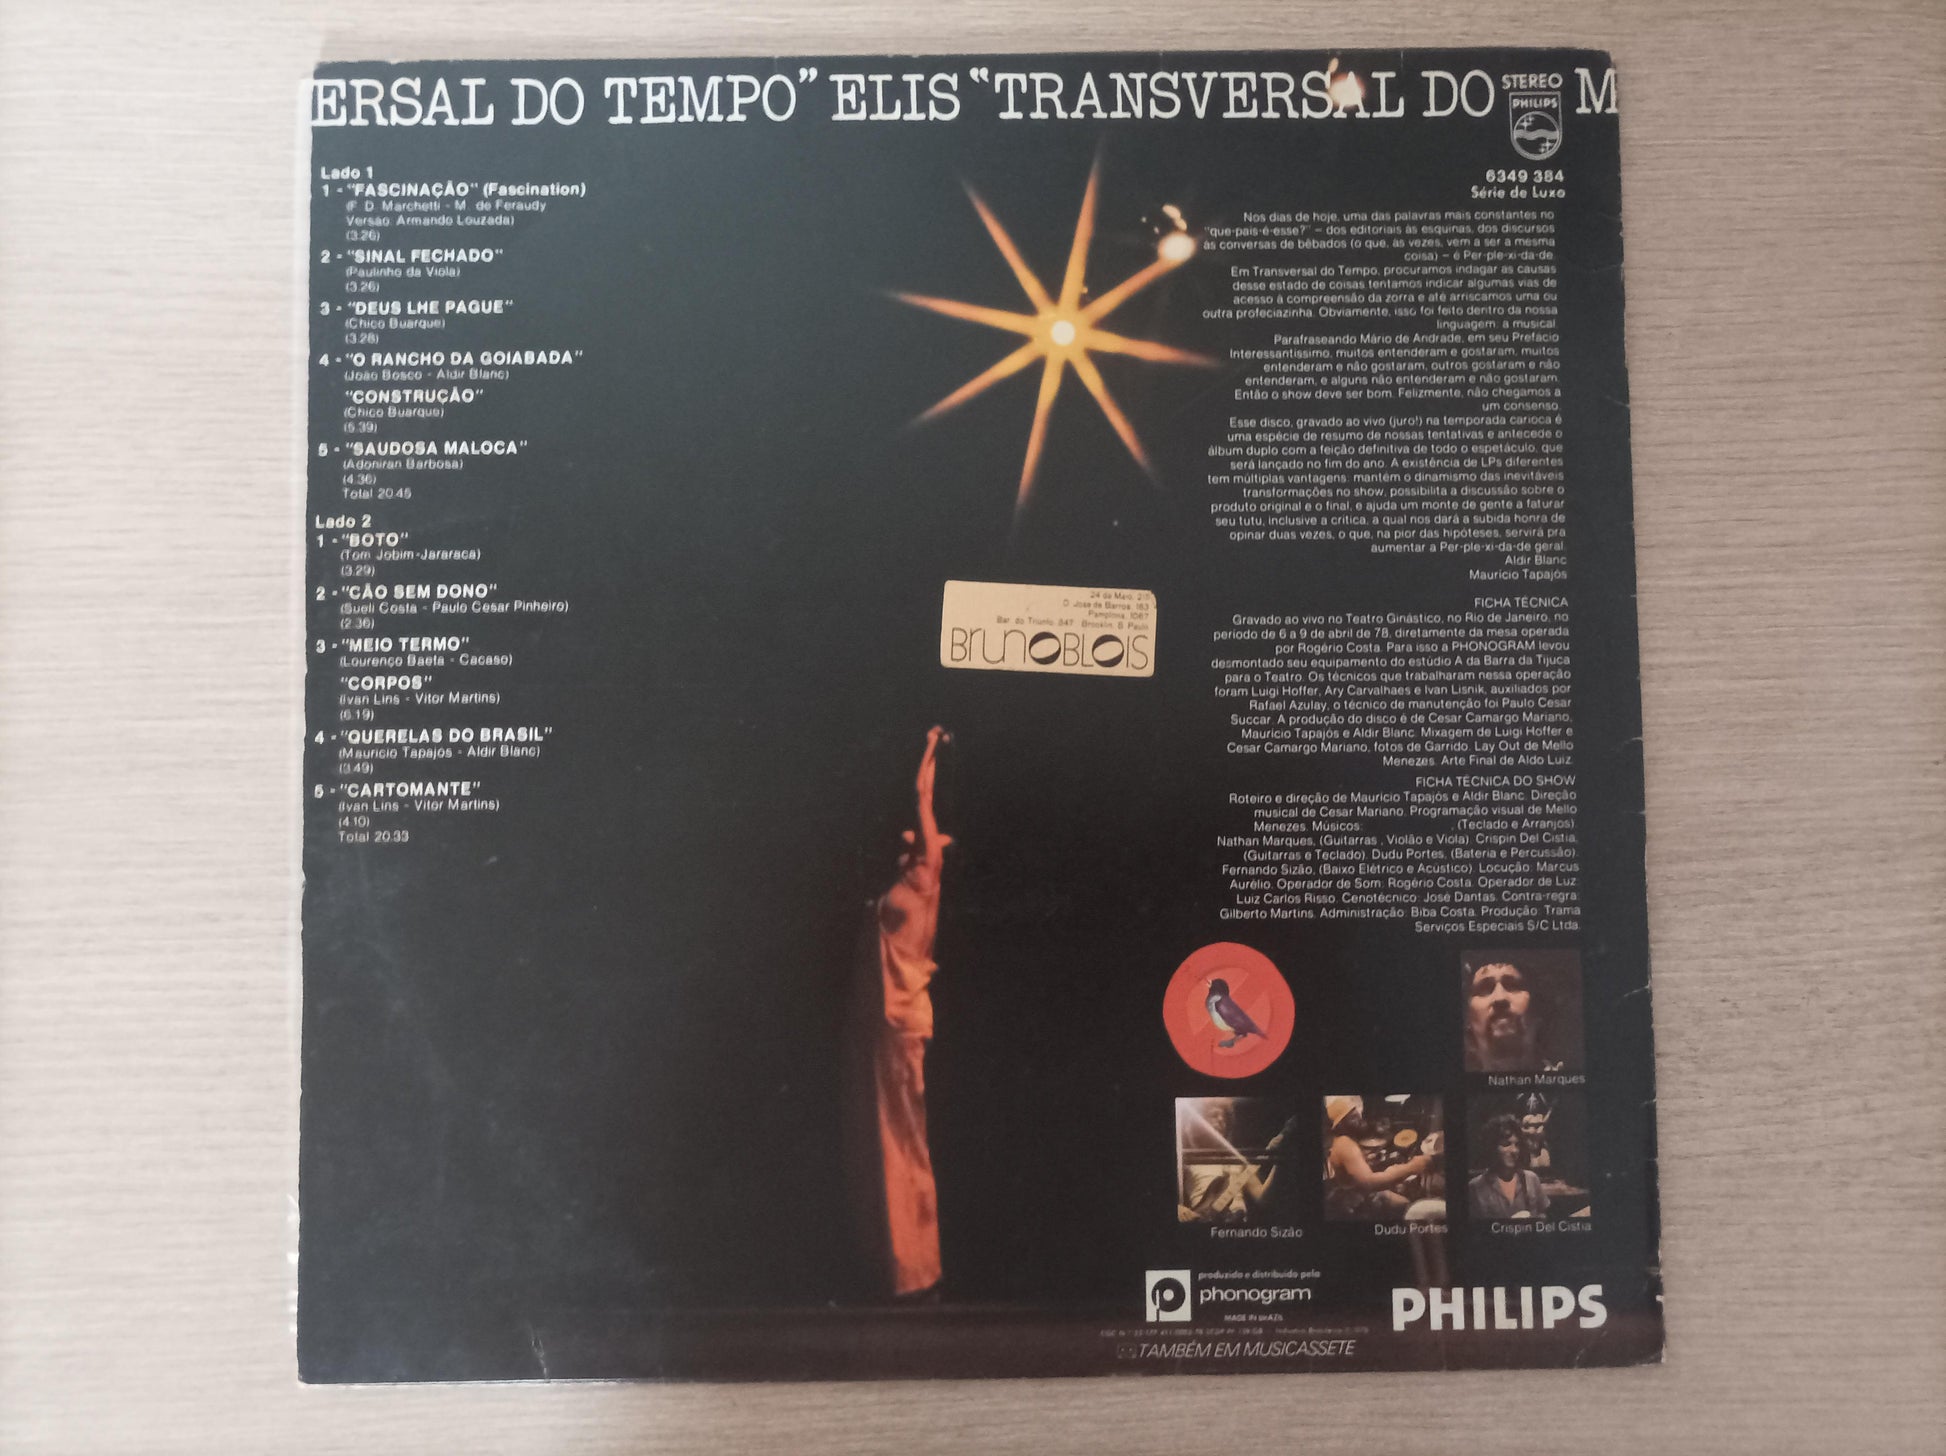 ERSAL DO TEMPO” ELIS “TRANSVERSAL DO M
STEREO
PHILIPS
6349 384
Série de Luxo
Lado 1
1 - "FASCINAÇÃO" (Fascination)
(F. D. Marchetti - M. de Feraudy
Versão: Armando Louzada)
(3.26)
2 - "SINAL FECHADO"
(Paulinho da Viola)
(3.26)
3 - "DEUS LHE PAGUE"
(Chico Buarque)
(3.28)
4 - "O RANCHO DA GOIABADA"
(João Bosco - Aldir Blanc)
"CONSTRUÇÃO"
(Chico Buarque)
(5.39)
5 - "SAUDOSA MALOCA"
(Adoniran Barbosa)
(4.36)
Total 20.45
Lado 2
1 - "BOTO"
(Tom Jobim-Jararaca)
(3.29)
2 - "CÃO SEM DONO"
(Sueli Costa - Paulo Cesar Pinheiro)
(2.36)
3 - "MEIO TERMO"
(Lourenço Baeta - Cacaso)
"CORPOS"
(Ivan Lins - Vitor Martins)
(6.19)
4 - "QUERELAS DO BRASIL"
(Maurício Tapajós - Aldir Blanc)
(3.49)
5 - "CARTOMANTE"
(Ivan Lins - Vitor Martins)
(4.10)
Total 20.33
Nos dias de hoje, uma das palavras mais constantes no
"que-pais-é-esse?" – dos editoriais às esquinas, dos discursos
às conversas de bêbados (o que, às vezes, vem a ser a mesma
coisa) – é Per-ple-xi-da-de.
Em Transversal do Tempo, procuramos indagar as causas
desse estado de coisas tentamos indicar algumas vias de
acesso à compreensão da zorra e até arriscamos uma ou
outra profeciazinha. Obviamente, isso foi feito dentro da nossa
linguagem: a musical.
Parafraseando Mário de Andrade, em seu Prefácio
Interessantíssimo, muitos entenderam e gostaram, muitos
entenderam e não gostaram, outros gostaram e não
entenderam, e alguns não entenderam e não gostaram.
Então o show deve ser bom. Felizmente, não chegamos a
um consenso.
Esse disco, gravado ao vivo (juro!) na temporada carioca é
uma espécie de resumo de nossas tentativas e antecede o
álbum duplo com a feição definitiva de todo o espetáculo, que
será lançado no fim do ano. A existência de LPs diferentes
tem múltiplas vantagens: mantém o dinamismo das inevitáveis
transformações no show, possibilita a discussão sobre o
produto original e o final, e ajuda um monte de gente a faturar
seu tutu, inclusive a crítica, a qual nos dará a subida honra de
opinar duas vezes, o que, na pior das hipóteses, servirá pra
aumentar a Per-ple-xi-da-de geral.
Aldir Blanc
Maurício Tapajós
24 de Maio, 215
D. Jose de Barros, 163
Pamplona, 1067
Bar. do Triunfo, 347 Brooklin, S. Paulo
BrunoBLOIS
FICHA TÉCNICA
Gravado ao vivo no Teatro Ginástico, no Rio de Janeiro, no
período de 6 a 9 de abril de 78, diretamente da mesa operada
por Rogério Costa. Para isso a PHONOGRAM levou
desmontado seu equipamento do estúdio A da Barra da Tijuca
para o Teatro. Os técnicos que trabalharam nessa operação
foram Luigi Hoffer, Ary Carvalhaes e Ivan Lisnik, auxiliados por
Rafael Azulay, o técnico de manutenção foi Paulo Cesar
Succar. A produção do disco é de Cesar Camargo Mariano,
Maurício Tapajós e Aldir Blanc. Mixagem de Luigi Hoffer e
Cesar Camargo Mariano, fotos de Garrido. Lay Out de Mello
Menezes. Arte Final de Aldo Luiz.
FICHA TÉCNICA DO SHOW
Roteiro e direção de Maurício Tapajós e Aldir Blanc. Direção
musical de Cesar Mariano. Programação visual de Mello
Menezes. Músicos: , (Teclado e Arranjos).
Nathan Marques, (Guitarras , Violão e Viola). Crispin Del Cistia,
(Guitarras e Teclado). Dudu Portes, (Bateria e Percussão).
Fernando Sizão, (Baixo Elétrico e Acústico). Locução: Marcus
Aurélio. Operador de Som: Rogério Costa. Operador de Luz:
Luiz Carlos Risso. Cenotécnico: José Dantas. Contra-regra:
Gilberto Martins. Administração: Biba Costa. Produção: Trama
Serviços Especiais S/C Ltda.
Nathan Marques
Fernando Sizão
Dudu Portes
Crispin Del Cistia
produzido e distribuido pela
phonogram
MADE IN BRAZIL
TAMBÉM EM MUSICASSETE
PHILIPS